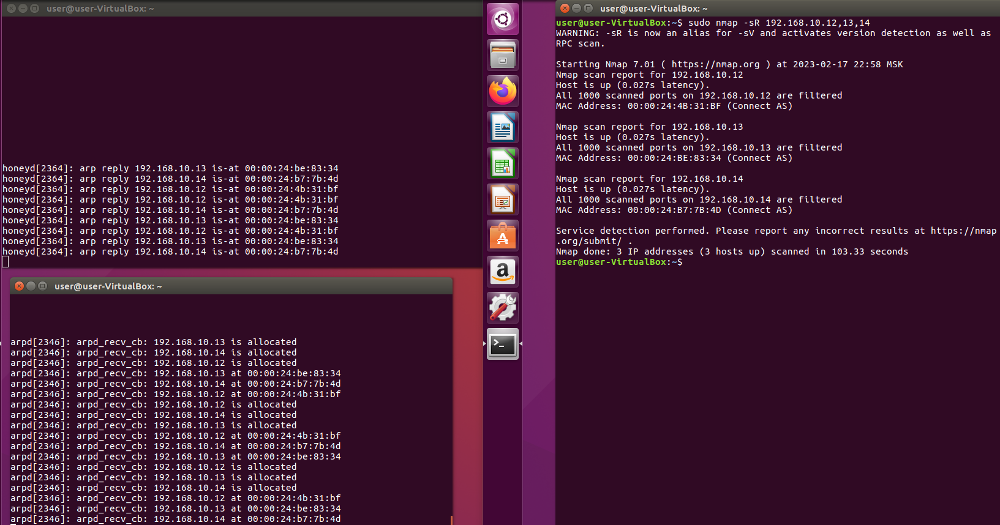 user@user-VirtualBox: ~
honeyd[2364]: arp reply 192.168.10.13 is-at 00:00:24:be:83:34
honeyd[2364]: arp reply 192.168.10.14 is-at 00:00:24:b7:7b:4d
honeyd[2364]: arp reply 192.168.10.12 is-at 00:00:24:4b:31:bf
honeyd[2364]: arp reply 192.168.10.12 is-at 00:00:24:4b:31:bf
honeyd[2364]: arp reply 192.168.10.14 is-at 00:00:24:b7:7b:4d
honeyd[2364]: arp reply 192.168.10.13 is-at 00:00:24:be:83:34
honeyd[2364]: arp reply 192.168.10.12 is-at 00:00:24:4b:31:bf
honeyd[2364]: arp reply 192.168.10.13 is-at 00:00:24:be:83:34
honeyd[2364]: arp reply 192.168.10.14 is-at 00:00:24:b7:7b:4d
user@user-VirtualBox: ~
arpd[2346]: arpd_recv_cb: 192.168.10.13 is allocated
arpd[2346]: arpd_recv_cb: 192.168.10.14 is allocated
arpd[2346]: arpd_recv_cb: 192.168.10.12 is allocated
arpd[2346]: arpd_recv_cb: 192.168.10.13 at 00:00:24:be:83:34
arpd[2346]: arpd_recv_cb: 192.168.10.14 at 00:00:24:b7:7b:4d
arpd[2346]: arpd_recv_cb: 192.168.10.12 at 00:00:24:4b:31:bf
arpd[2346]: arpd_recv_cb: 192.168.10.12 is allocated
arpd[2346]: arpd_recv_cb: 192.168.10.14 is allocated
arpd[2346]: arpd_recv_cb: 192.168.10.13 is allocated
arpd[2346]: arpd_recv_cb: 192.168.10.12 at 00:00:24:4b:31:bf
arpd[2346]: arpd_recv_cb: 192.168.10.14 at 00:00:24:b7:7b:4d
arpd[2346]: arpd_recv_cb: 192.168.10.13 at 00:00:24:be:83:34
arpd[2346]: arpd_recv_cb: 192.168.10.12 is allocated
arpd[2346]: arpd_recv_cb: 192.168.10.13 is allocated
arpd[2346]: arpd_recv_cb: 192.168.10.14 is allocated
arpd[2346]: arpd_recv_cb: 192.168.10.12 at 00:00:24:4b:31:bf
arpd[2346]: arpd_recv_cb: 192.168.10.13 at 00:00:24:be:83:34
arpd[2346]: arpd_recv_cb: 192.168.10.14 at 00:00:24:b7:7b:4d
user@user-VirtualBox: ~
user@user-VirtualBox:~$ sudo nmap -sR 192.168.10.12,13,14
WARNING: -sR is now an alias for -sV and activates version detection as well as
RPC scan.
Starting Nmap 7.01 ( https://nmap.org ) at 2023-02-17 22:58 MSK
Nmap scan report for 192.168.10.12
Host is up (0.027s latency).
All 1000 scanned ports on 192.168.10.12 are filtered
MAC Address: 00:00:24:4B:31:BF (Connect AS)
Nmap scan report for 192.168.10.13
Host is up (0.027s latency).
All 1000 scanned ports on 192.168.10.13 are filtered
MAC Address: 00:00:24:BE:83:34 (Connect AS)
Nmap scan report for 192.168.10.14
Host is up (0.027s latency).
All 1000 scanned ports on 192.168.10.14 are filtered
MAC Address: 00:00:24:B7:7B:4D (Connect AS)
Service detection performed. Please report any incorrect results at https://nmap
.org/submit/ .
Nmap done: 3 IP addresses (3 hosts up) scanned in 103.33 seconds
user@user-VirtualBox:~$